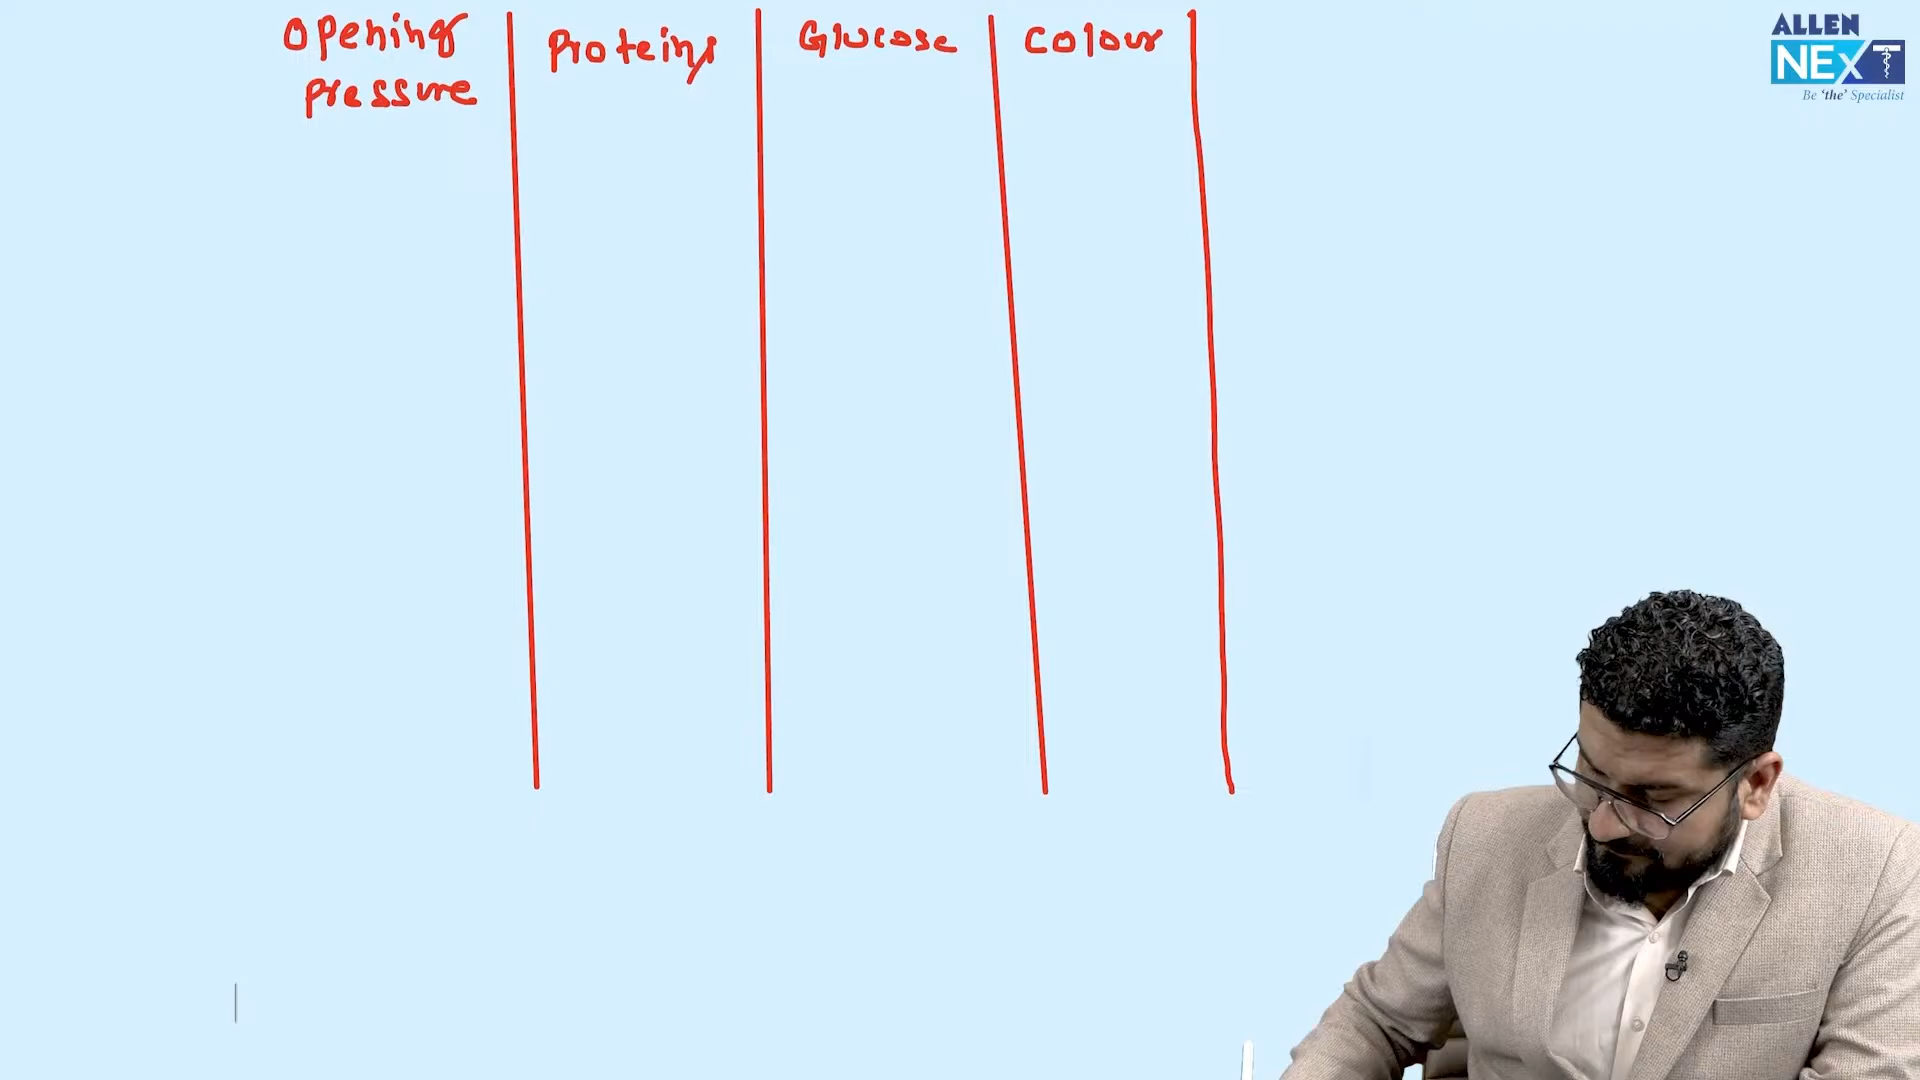 Opening
pressure
Proteins
Glucose
Colour
ALLEN
NEXT
Be 'the' Specialist